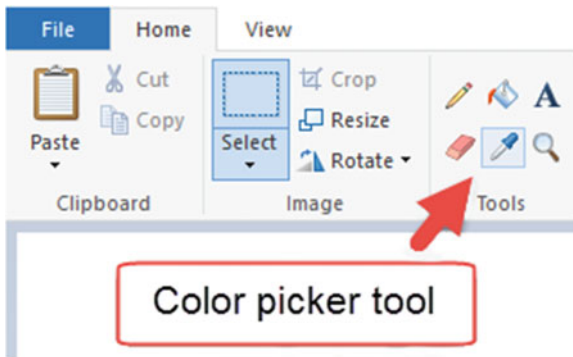 File Home View
Cut
Copy
Paste
Clipboard
Select
Crop
Resize
Rotate
Image
A
Tools
Color picker tool